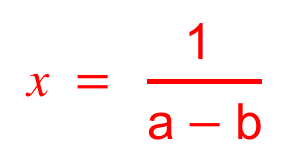 x = 1 / (a – b)